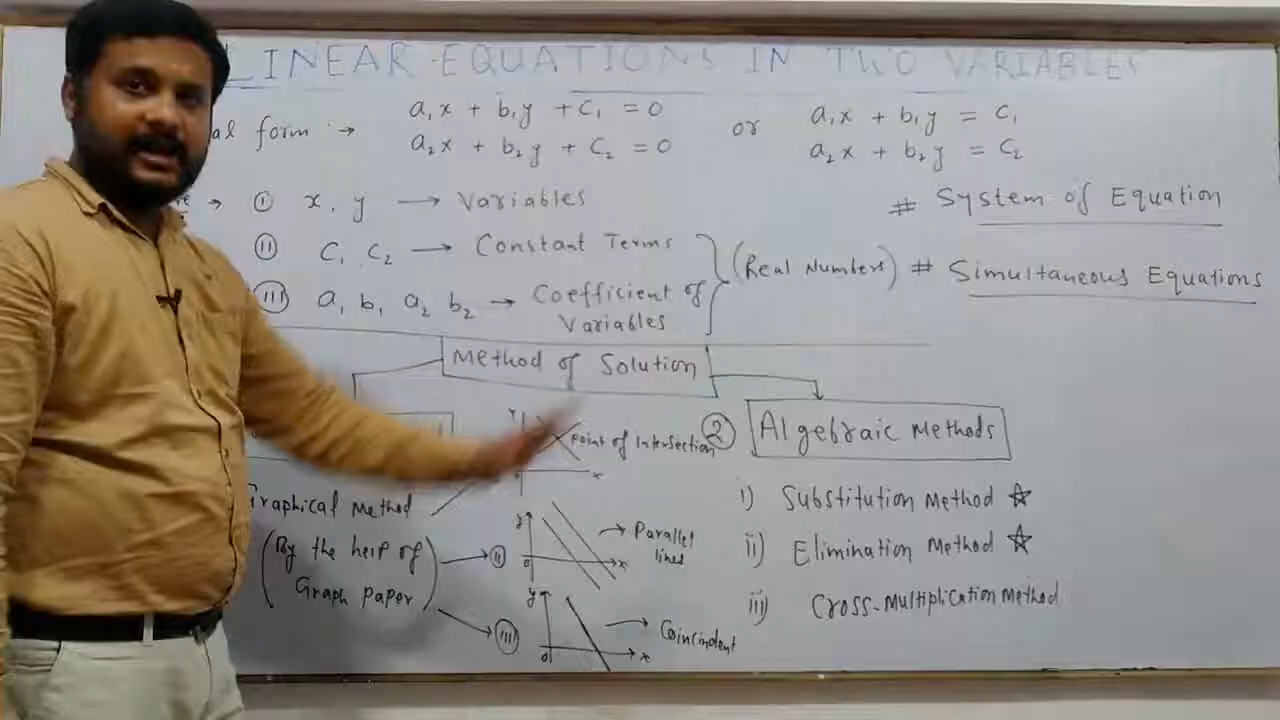 LINEAR EQUATIONS IN TWO VARIABLES
al form :→ a₁x + b₁y + C₁ = 0 or a₁x + b₁y = C₁
a₂x + b₂y + C₂ = 0 a₂x + b₂y = C₂
→ (I) x, y → Variables
# System of Equation
(II) C₁ C₂ → Constant Terms
(Real Numbers) # Simultaneous Equations
(III) a₁ b₁ a₂ b₂ → Coefficient of
Variables
Method of Solution
Y
Point of Intersection
x
Graphical Method
(By the help of
Graph paper)
(II) y 0 x → Parallel
lines
(III) y 0 x → Coincindent
(2) Algebraic Methods
i) Substitution Method ☆
ii) Elimination Method ☆
iii) Cross-Multiplication Method